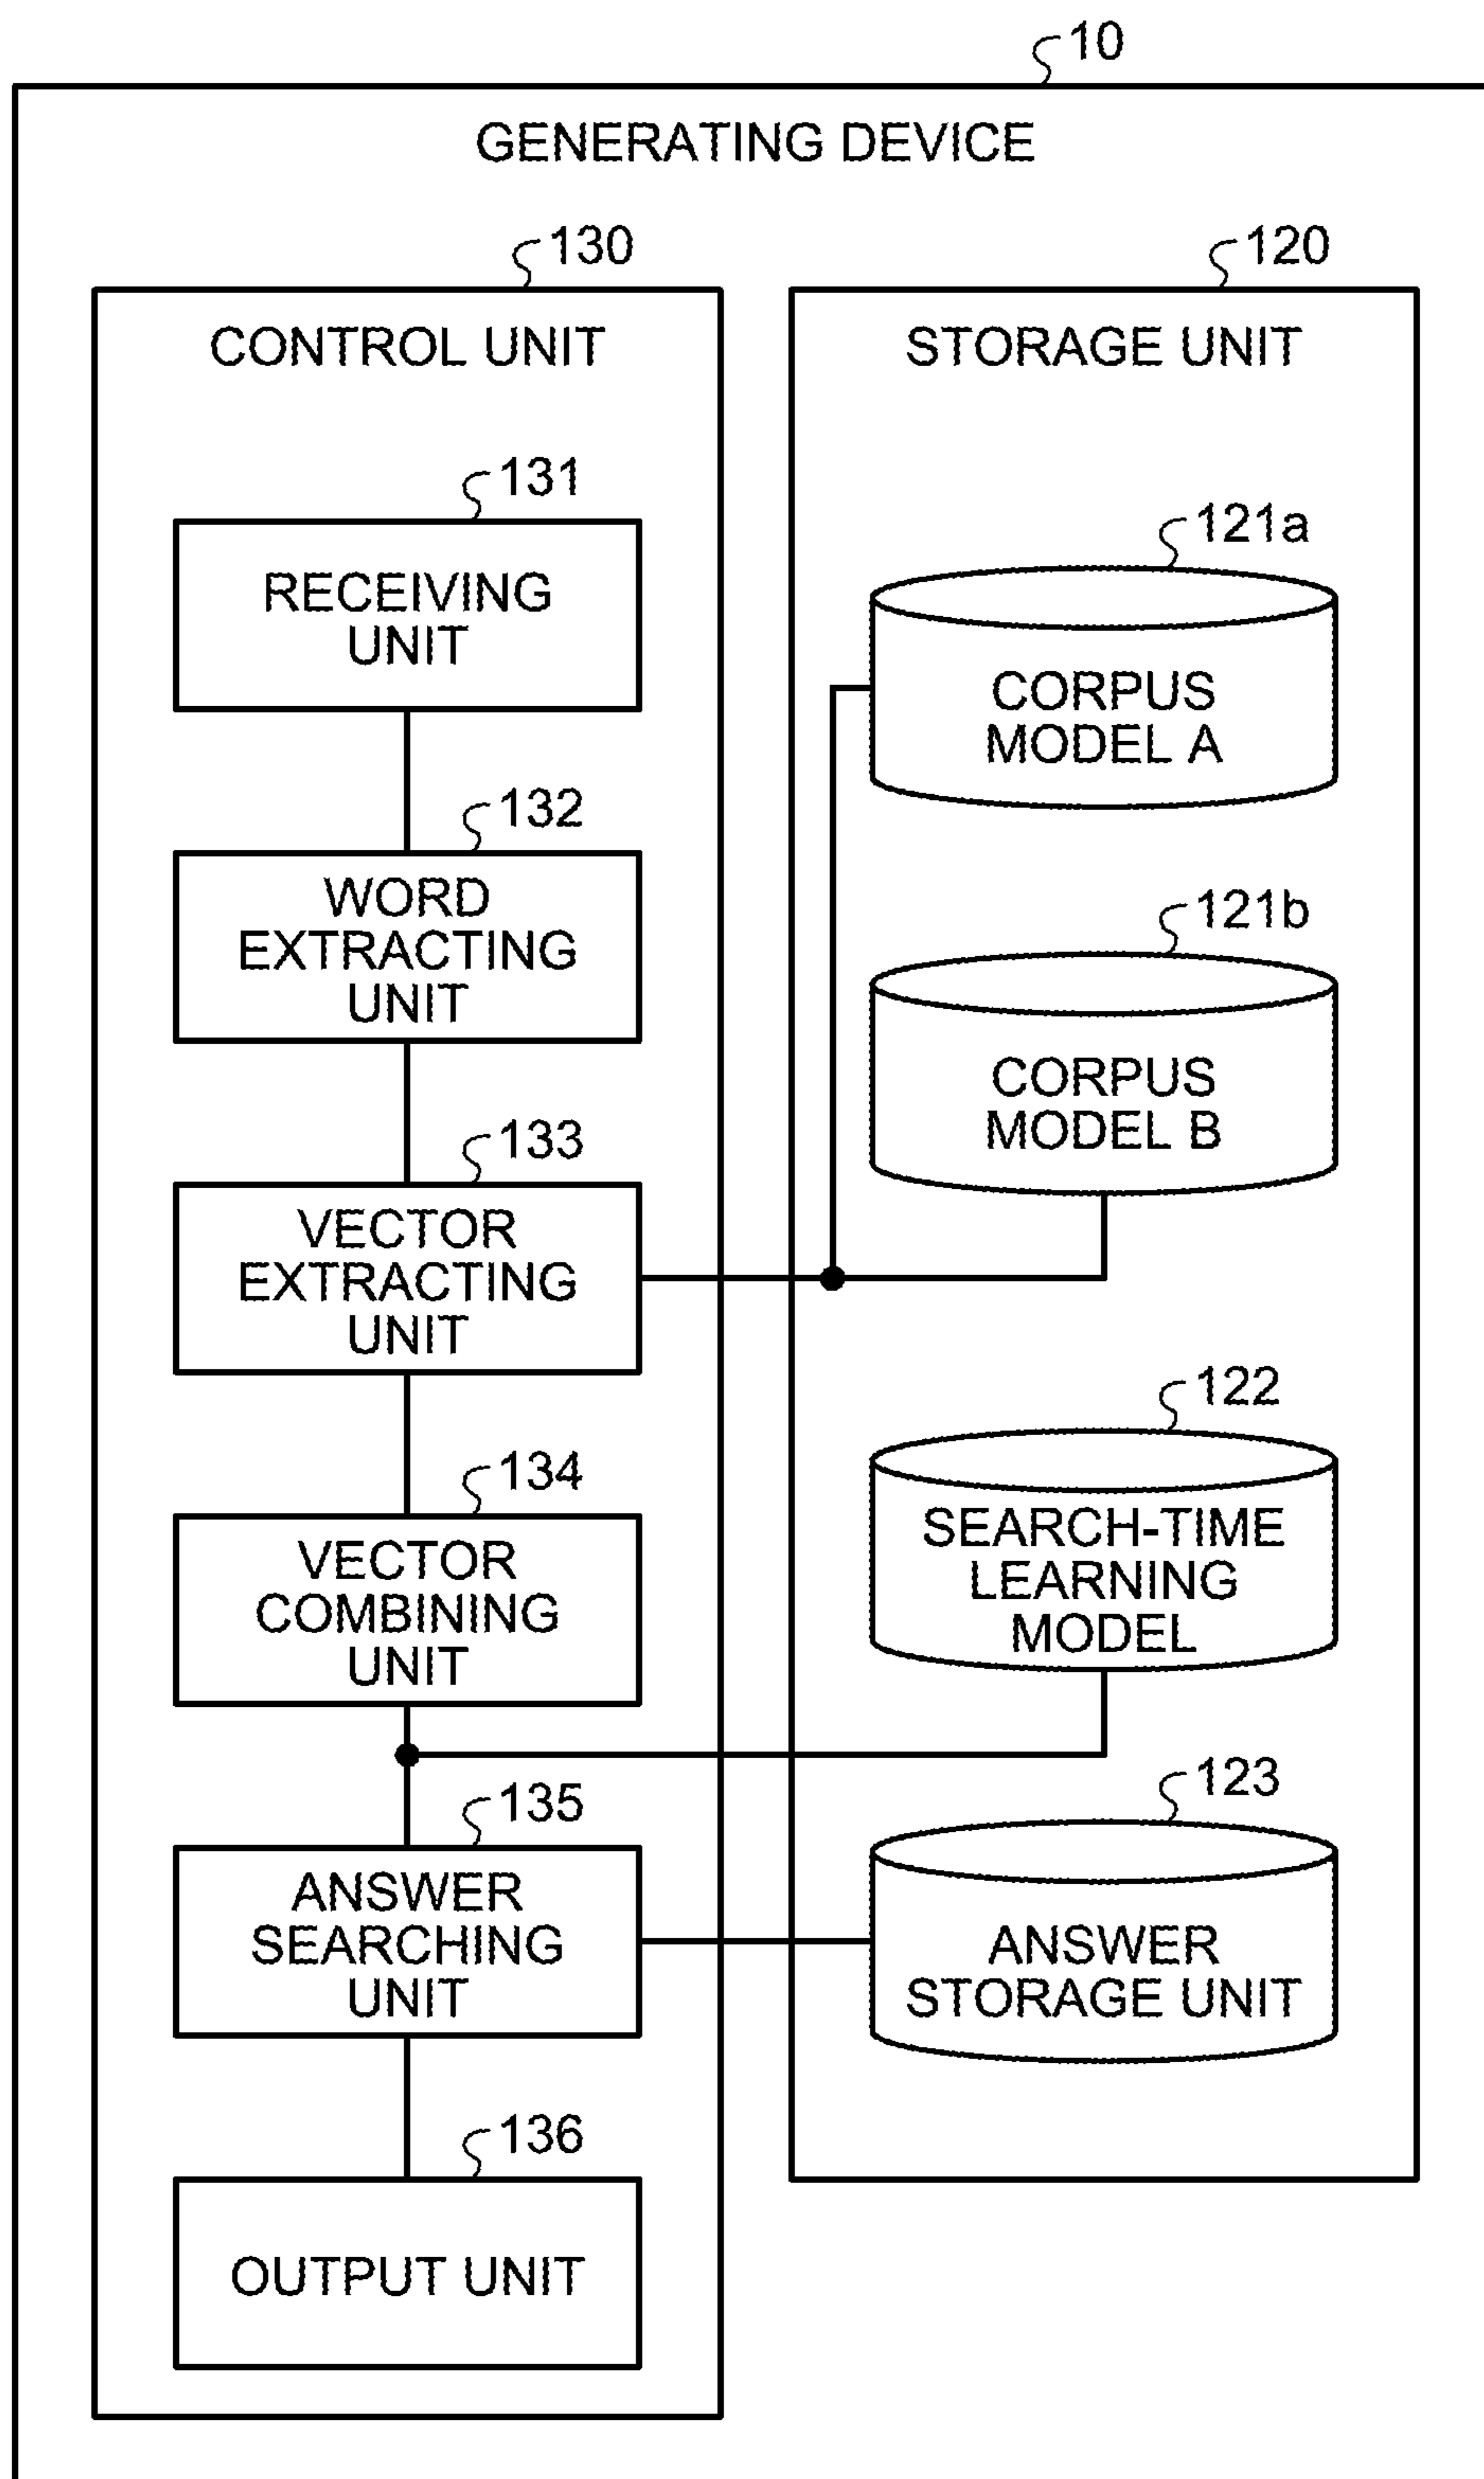 10
GENERATING DEVICE
130
CONTROL UNIT
131
RECEIVING
UNIT
132
WORD
EXTRACTING
UNIT
133
VECTOR
EXTRACTING
UNIT
134
VECTOR
COMBINING
UNIT
135
ANSWER
SEARCHING
UNIT
136
OUTPUT UNIT
120
STORAGE UNIT
121a
CORPUS
MODEL A
121b
CORPUS
MODEL B
122
SEARCH-TIME
LEARNING
MODEL
123
ANSWER
STORAGE UNIT